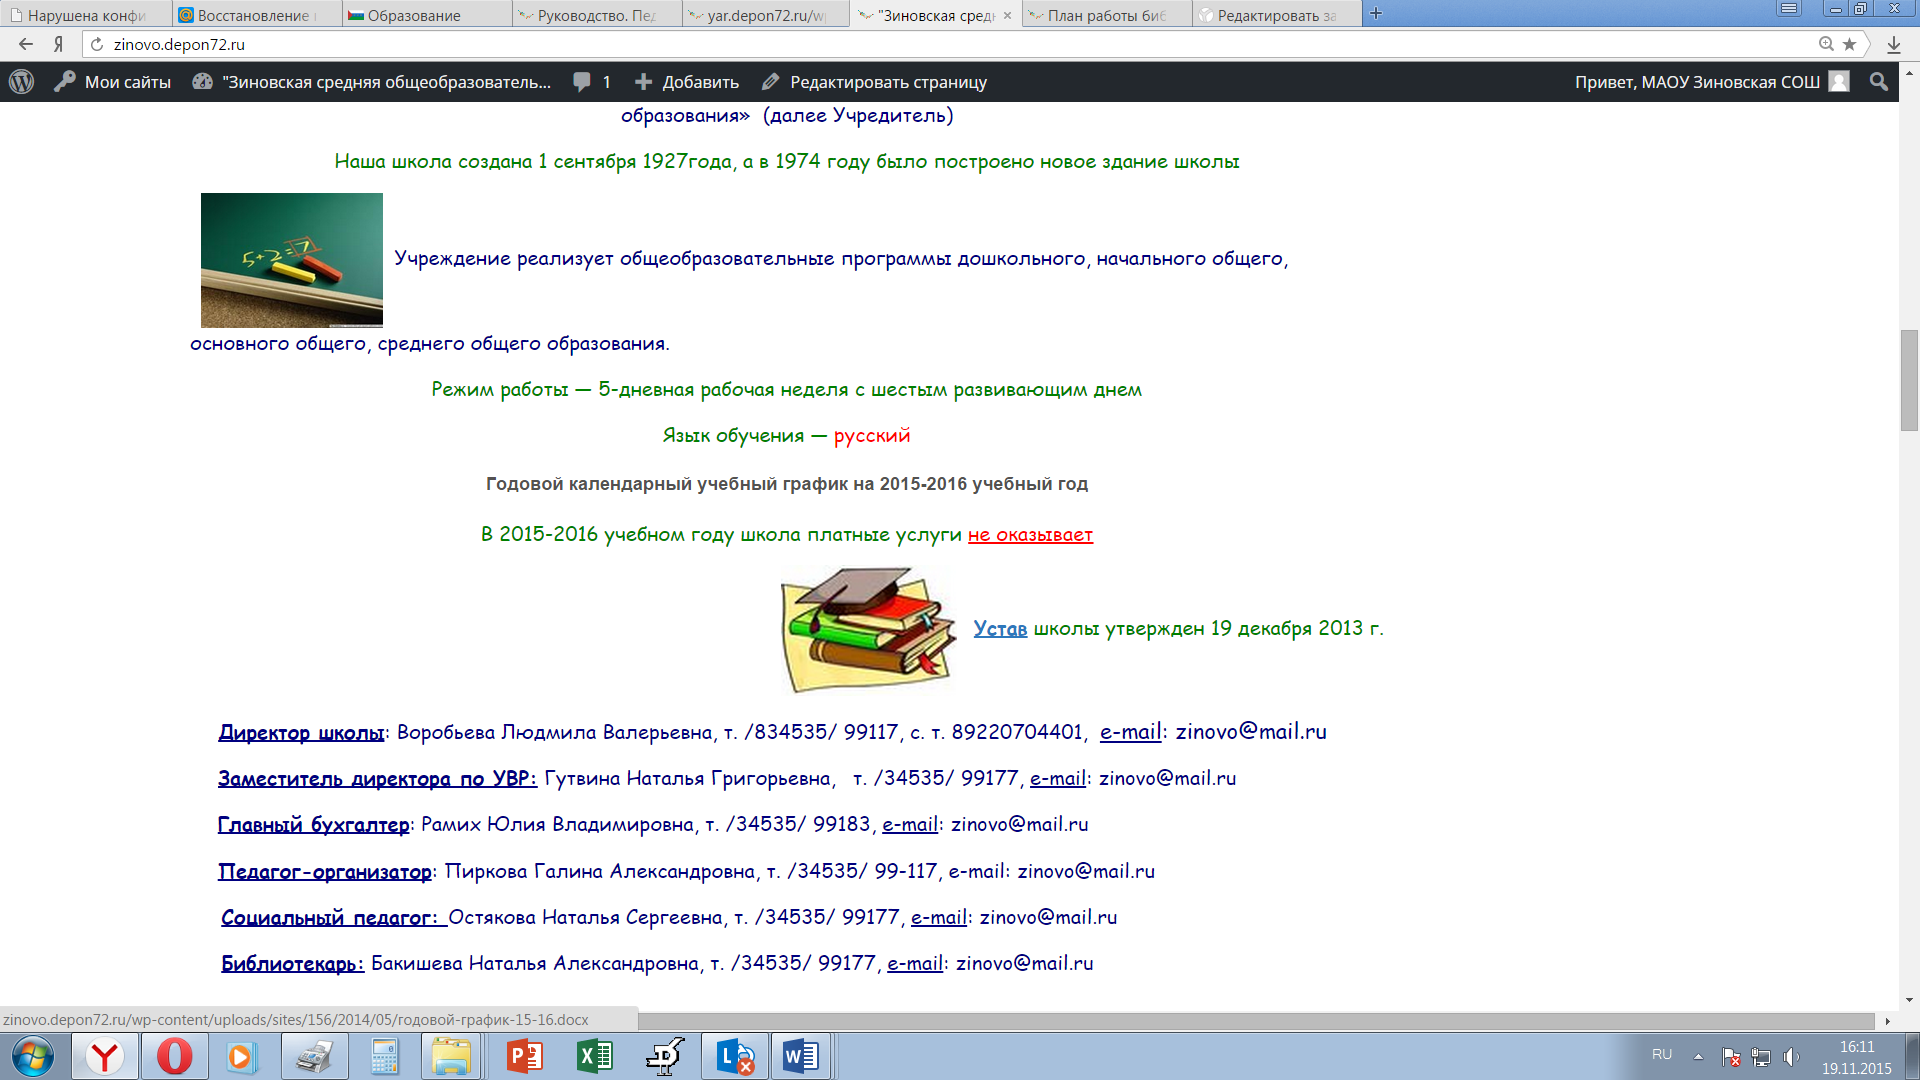 Нарушена конфи
Восстановление
Образование
Руководство. Пед
yar.depon72.ru/wp
"Зиновская средн
План работы биб
Редактировать за
Я
zinovo.depon72.ru
Мои сайты
"Зиновская средняя общеобразователь...
1
Добавить
Редактировать страницу
Привет, МАОУ Зиновская СОШ
образования» (далее Учредитель)
Наша школа создана 1 сентября 1927года, а в 1974 году было построено новое здание школы
5+2=7
Учреждение реализует общеобразовательные программы дошкольного, начального общего,
основного общего, среднего общего образования.
Режим работы — 5-дневная рабочая неделя с шестым развивающим днем
Язык обучения — русский
Годовой календарный учебный график на 2015-2016 учебный год
В 2015-2016 учебном году школа платные услуги не оказывает
Устав школы утвержден 19 декабря 2013 г.
Директор школы: Воробьева Людмила Валерьевна, т. /834535/ 99117, с. т. 89220704401, e-mail: zinovo@mail.ru
Заместитель директора по УВР: Гутвина Наталья Григорьевна, т. /34535/ 99177, e-mail: zinovo@mail.ru
Главный бухгалтер: Рамих Юлия Владимировна, т. /34535/ 99183, e-mail: zinovo@mail.ru
Педагог-организатор: Пиркова Галина Александровна, т. /34535/ 99-117, e-mail: zinovo@mail.ru
Социальный педагог: Остякова Наталья Сергеевна, т. /34535/ 99177, e-mail: zinovo@mail.ru
Библиотекарь: Бакишева Наталья Александровна, т. /34535/ 99177, e-mail: zinovo@mail.ru
zinovo.depon72.ru/wp-content/uploads/sites/156/2014/05/годовой-график-15-16.docx
RU
16:11
19.11.2015